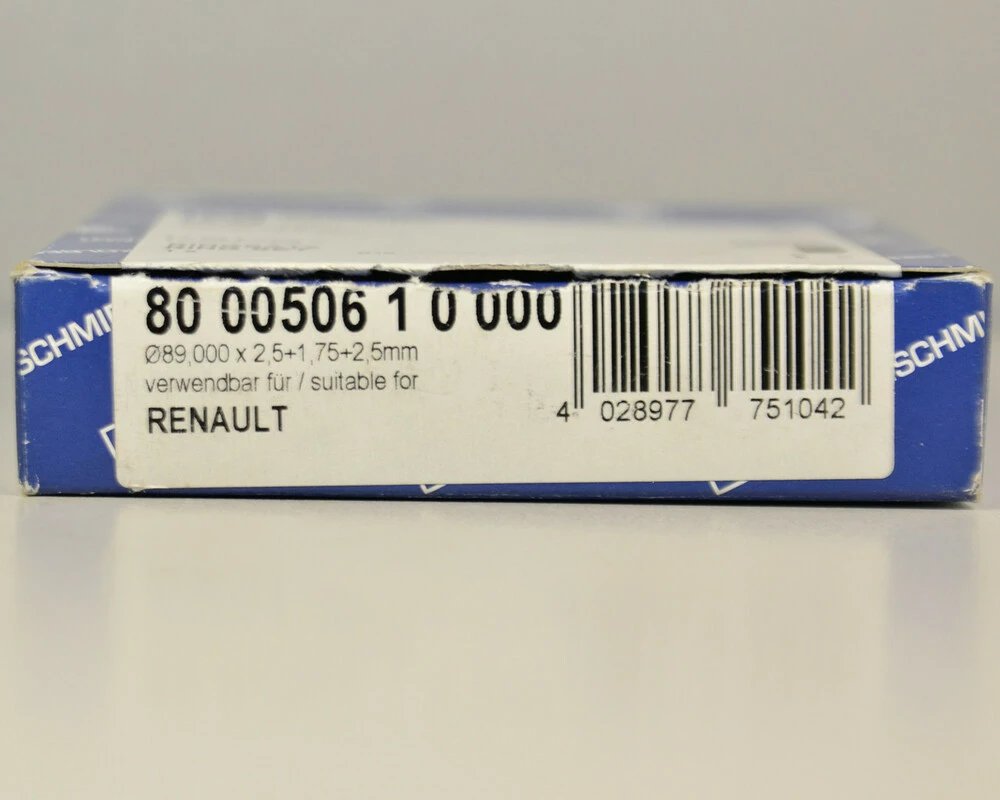 80 00506 1 0 000
Ø89,000 x 2,5+1,75+2,5mm
verwendbar für / suitable for
RENAULT
4 028977 751042
SCHMI
SCHMI